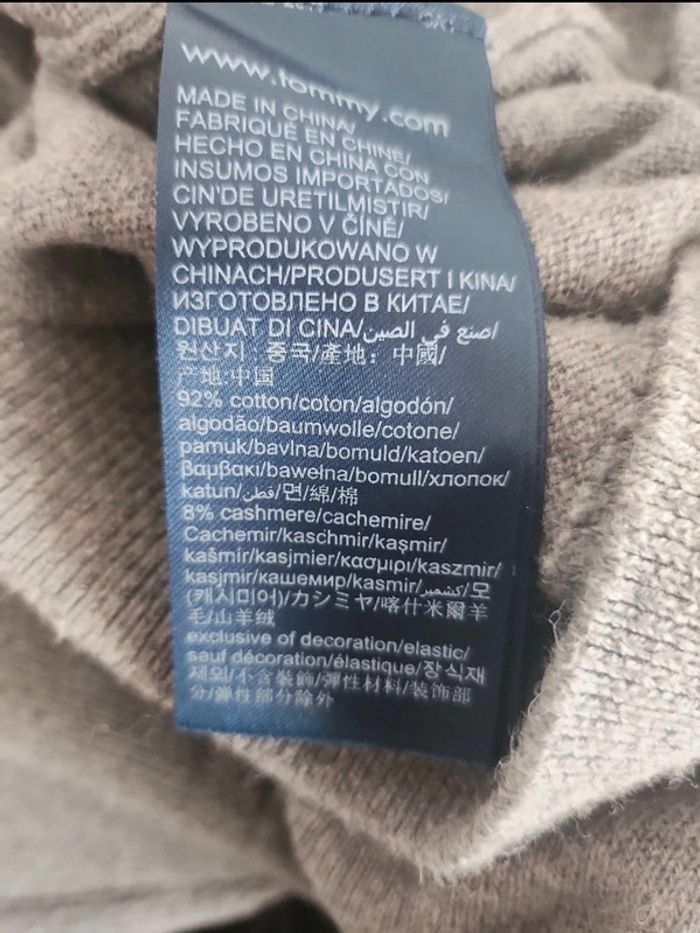 www.tommy.com
MADE IN CHINA/
FABRIQUÉ EN CHINE/
HECHO EN CHINA CON
INSUMOS IMPORTADOS/
CIN'DE URETILMISTIR/
VYROBENO V ČÍNĚ/
WYPRODUKOWANO W
CHINACH/PRODUSERT I KINA/
ИЗГОТОВЛЕНО В КИТАЕ/
DIBUAT DI CINA/اصنع في الصين
원산지 : 중국/產地: 中國/
产地:中国
92% cotton/coton/algodón/
algodão/baumwolle/cotone/
pamuk/bavlna/bomuld/katoen/
βαμβακι/bawełna/bomull/хлопок/
katun/قطن/면/綿/棉
8% cashmere/cachemire/
Cachemir/kaschmir/kaşmir/
kašmír/kasjmier/κασμιρι/kaszmir/
kasjmir/кашемир/kasmir/كشمير/모
(캐시미어)/カシミヤ/喀什米爾羊
毛/山羊绒
exclusive of decoration/elastic/
sauf décoration/élastique/장식재
제외/不含裝飾/彈性材料/装饰部
分/弹性部分除外